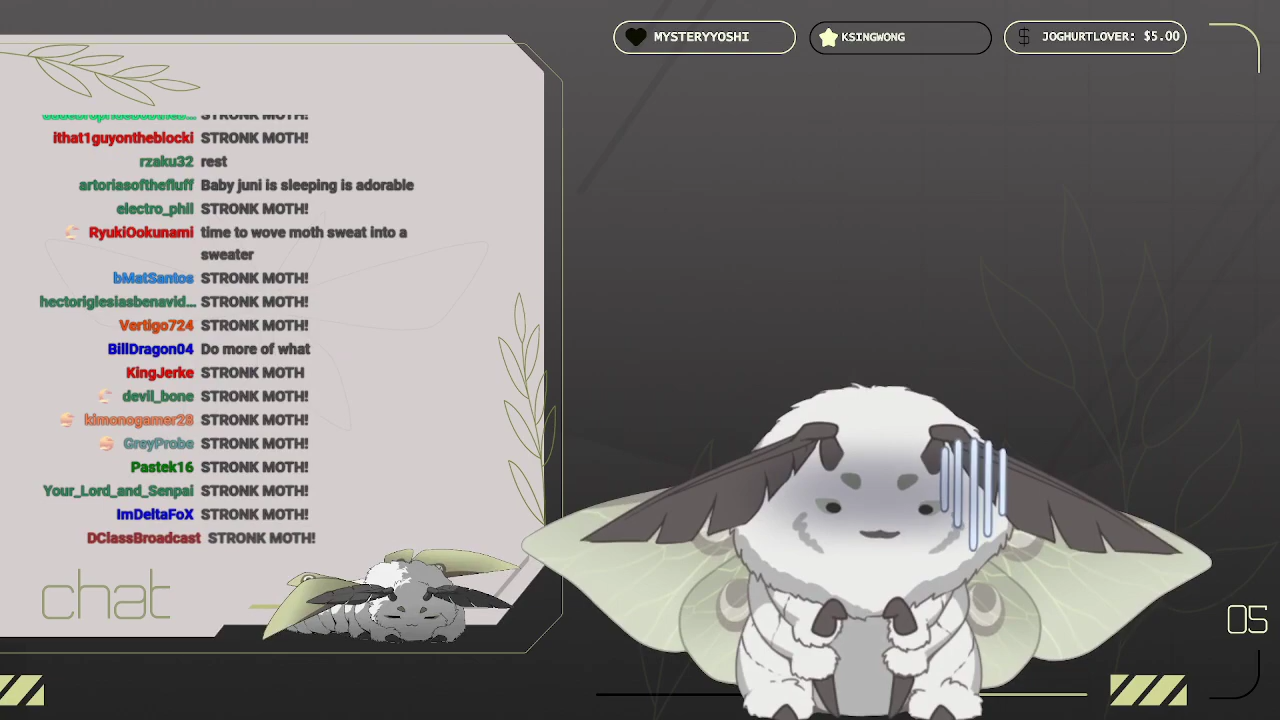 MYSTERYYOSHI
KSINGWONG
$ JOGHURTLOVER: $5.00
STRONK MOTH!
ithat1guyontheblocki STRONK MOTH!
rzaku32 rest
artoriasofthefluff Baby juni is sleeping is adorable
electro_phil STRONK MOTH!
RyukiOokunami time to wove moth sweat into a
sweater
bMatSantos STRONK MOTH!
hectoriglesiasbenavid... STRONK MOTH!
Vertigo724 STRONK MOTH!
BillDragon04 Do more of what
KingJerke STRONK MOTH
devil_bone STRONK MOTH!
kimonogamer28 STRONK MOTH!
GreyProbe STRONK MOTH!
Pastek16 STRONK MOTH!
Your_Lord_and_Senpai STRONK MOTH!
ImDeltaFoX STRONK MOTH!
DClassBroadcast STRONK MOTH!
chat
05